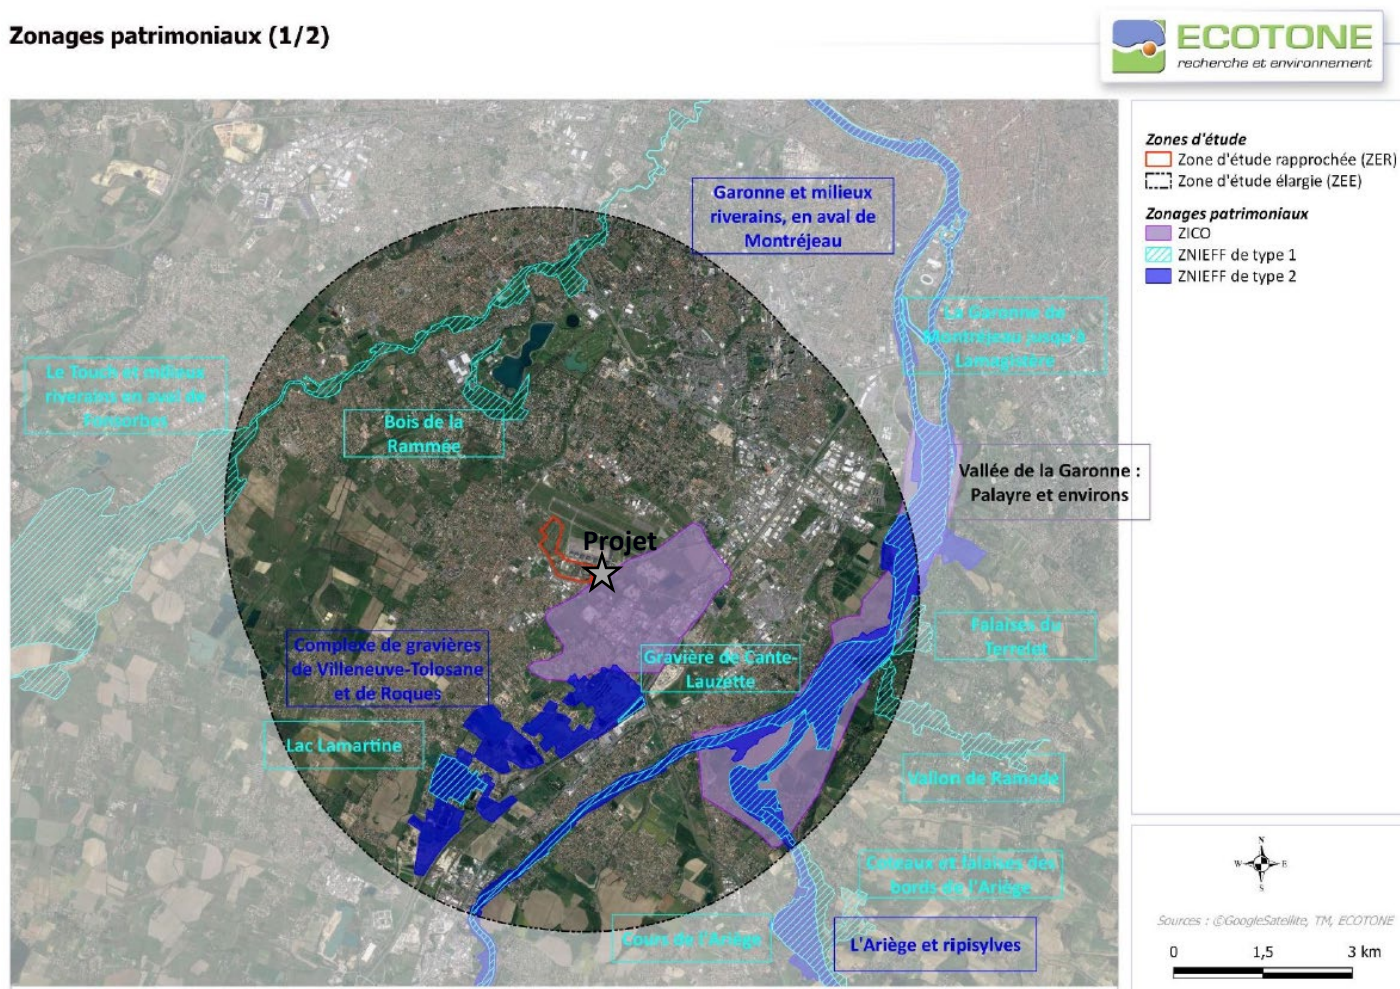 Zonages patrimoniaux (1/2)
ECOTONE
recherche et environnement
Zones d'étude
Zone d'étude rapprochée (ZER)
Zone d'étude élargie (ZEE)
Zonages patrimoniaux
ZICO
ZNIEFF de type 1
ZNIEFF de type 2
Garonne et milieux
riverains, en aval de
Montréjeau
La Garonne de
Montréjeau jusqu'à
Lamagistère
Le Touch et milieux
riverains en aval de
Fonsorbes
Bois de la
Rammée
Vallée de la Garonne :
Palayre et environs
Projet
Falaises du
Terrelet
Complexe de gravières
de Villeneuve-Tolosane
et de Roques
Gravière de Cante-
Lauzette
Lac Lamartine
Vallon de Ramade
Coteaux et falaises des
bords de l'Ariège
Cours de l'Ariège
L'Ariège et ripisylves
N
W E
S
Sources : ©GoogleSatellite, TM, ECOTONE
0 1,5 3 km